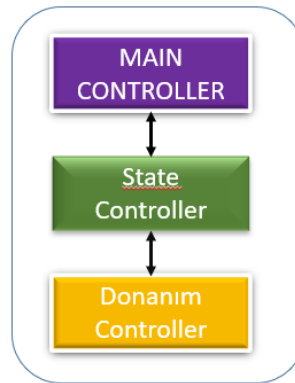 MAIN
CONTROLLER
State
Controller
Donanım
Controller